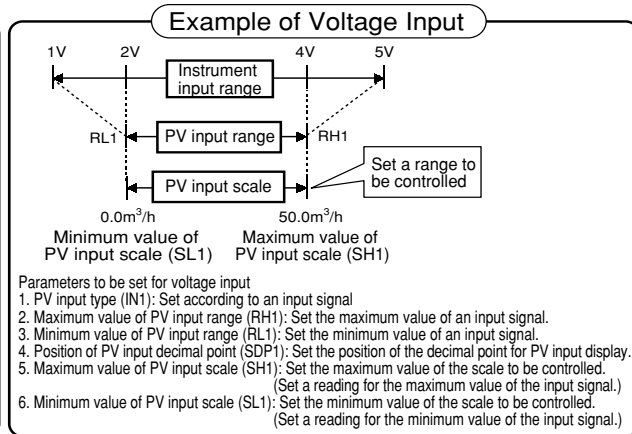 Example of Voltage Input
1V 2V 4V 5V
Instrument
input range
RL1 PV input range RH1
PV input scale
Set a range to
be controlled
0.0m³/h 50.0m³/h
Minimum value of Maximum value of
PV input scale (SL1) PV input scale (SH1)
Parameters to be set for voltage input
1. PV input type (IN1): Set according to an input signal
2. Maximum value of PV input range (RH1): Set the maximum value of an input signal.
3. Minimum value of PV input range (RL1): Set the minimum value of an input signal.
4. Position of PV input decimal point (SDP1): Set the position of the decimal point for PV input display.
5. Maximum value of PV input scale (SH1): Set the maximum value of the scale to be controlled.
(Set a reading for the maximum value of the input signal.)
6. Minimum value of PV input scale (SL1): Set the minimum value of the scale to be controlled.
(Set a reading for the minimum value of the input signal.)